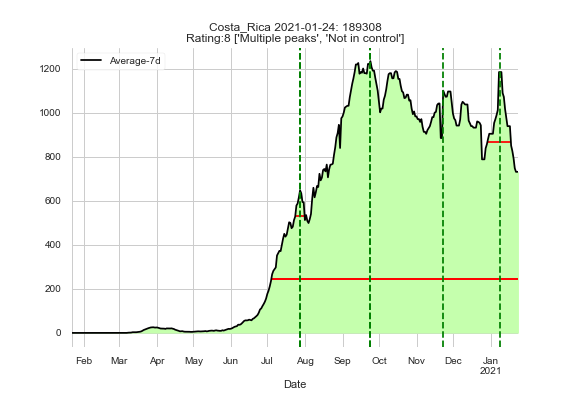 Costa_Rica 2021-01-24: 189308
Rating:8 ['Multiple peaks', 'Not in control']
Average-7d
1200
1000
800
600
400
200
0
Feb Mar Apr May Jun Jul Aug Sep Oct Nov Dec Jan
2021
Date